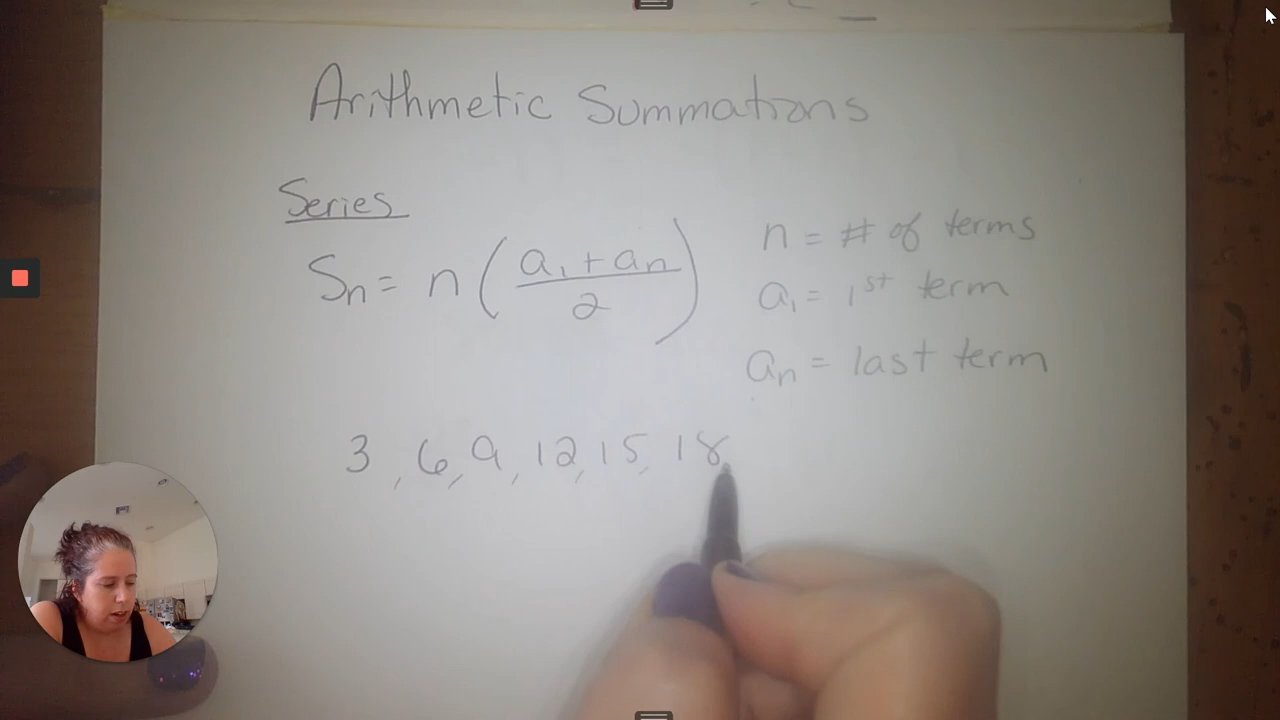 Arithmetic Summations
Series
Sn = n ( a1 + an / 2 )
n = # of terms
a1 = 1st term
an = last term
3, 6, 9, 12, 15, 18